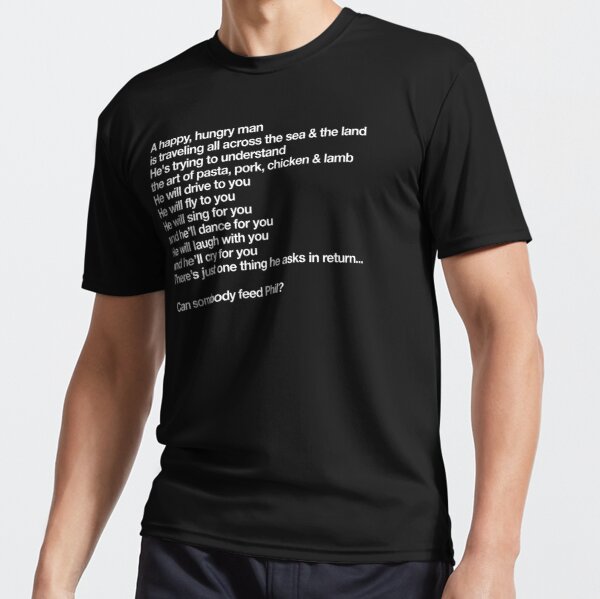 A happy, hungry man
is traveling all across the sea & the land
He's trying to understand
the art of pasta, pork, chicken & lamb
He will drive to you
He will fly to you
He will sing for you
and he'll dance for you
He will laugh with you
and he'll cry for you
There's just one thing he asks in return...
Can sombody feed Phil?